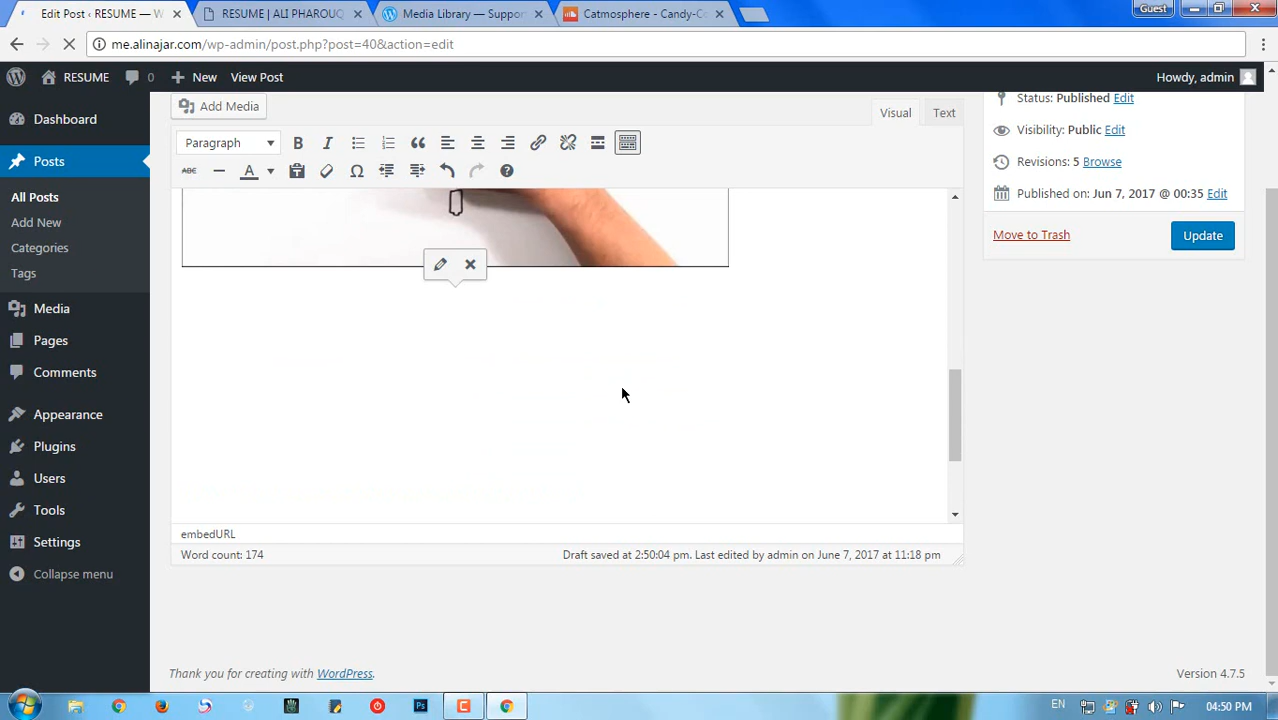 Edit Post ‹ RESUME — W
RESUME | ALI PHAROUQ
Media Library — Suppor
Catmosphere - Candy-C
Guest
me.alinajar.com/wp-admin/post.php?post=40&action=edit
RESUME
0
New
View Post
Howdy, admin
Dashboard
Posts
All Posts
Add New
Categories
Tags
Media
Pages
Comments
Appearance
Plugins
Users
Tools
Settings
Collapse menu
Add Media
Visual
Text
Paragraph
B
I
ABC
A
Status: Published Edit
Visibility: Public Edit
Revisions: 5 Browse
Published on: Jun 7, 2017 @ 00:35 Edit
Move to Trash
Update
embedURL
Word count: 174
Draft saved at 2:50:04 pm. Last edited by admin on June 7, 2017 at 11:18 pm
Thank you for creating with WordPress.
Version 4.7.5
Ps
EN
04:50 PM